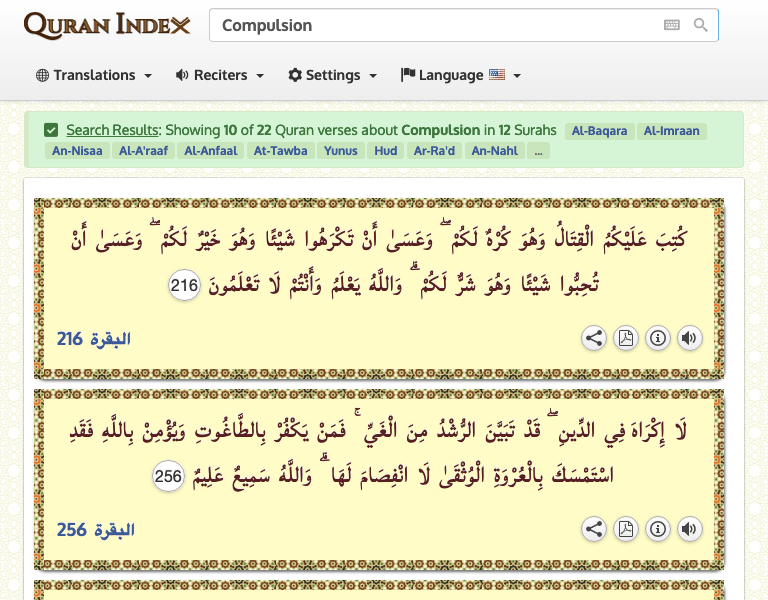 Quran Index
Compulsion
Translations Reciters Settings Language
Search Results: Showing 10 of 22 Quran verses about Compulsion in 12 Surahs Al-Baqara Al-Imraan
An-Nisaa Al-A'raaf Al-Anfaal At-Tawba Yunus Hud Ar-Ra'd An-Nahl ...
كُتِبَ عَلَيْكُمُ الْقِتَالُ وَهُوَ كُرْهٌ لَكُمْ ۖ وَعَسَىٰ أَنْ تَكْرَهُوا شَيْئًا وَهُوَ خَيْرٌ لَكُمْ ۖ وَعَسَىٰ أَنْ
تُحِبُّوا شَيْئًا وَهُوَ شَرٌّ لَكُمْ ۗ وَاللَّهُ يَعْلَمُ وَأَنْتُمْ لَا تَعْلَمُونَ 216
البقرة 216
لَا إِكْرَاهَ فِي الدِّينِ ۖ قَدْ تَبَيَّنَ الرُّشْدُ مِنَ الْغَيِّ ۚ فَمَنْ يَكْفُرْ بِالطَّاغُوتِ وَيُؤْمِنْ بِاللَّهِ فَقَدِ
اسْتَمْسَكَ بِالْعُرْوَةِ الْوُثْقَىٰ لَا انْفِصَامَ لَهَا ۗ وَاللَّهُ سَمِيعٌ عَلِيمٌ 256
البقرة 256